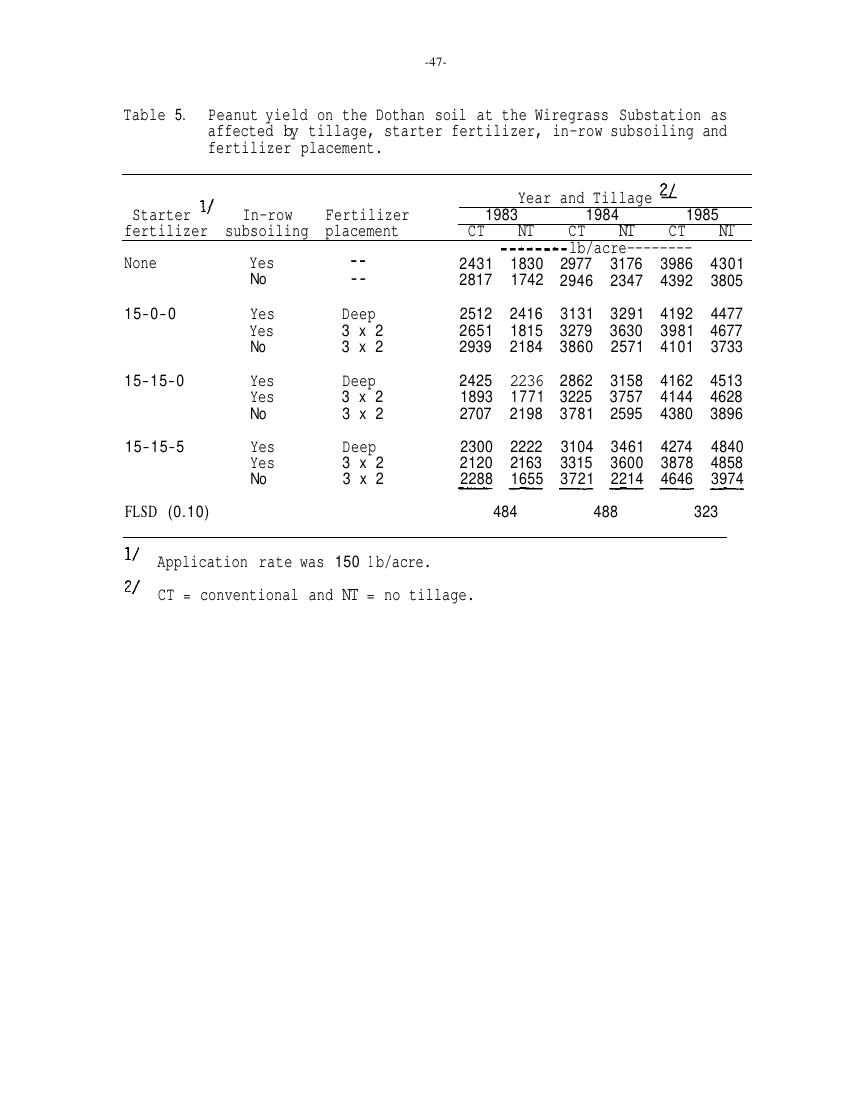 -47-
Table 5. Peanut yield on the Dothan soil at the Wiregrass Substation as
affected by tillage, starter fertilizer, in-row subsoiling and
fertilizer placement.
Year and Tillage 2/
Starter 1/ In-row Fertilizer 1983 1984 1985
fertilizer subsoiling placement CT NT CT NT CT NT
--------lb/acre--------
None Yes -- 2431 1830 2977 3176 3986 4301
No -- 2817 1742 2946 2347 4392 3805
15-0-0 Yes Deep 2512 2416 3131 3291 4192 4477
Yes 3 x 2 2651 1815 3279 3630 3981 4677
No 3 x 2 2939 2184 3860 2571 4101 3733
15-15-0 Yes Deep 2425 2236 2862 3158 4162 4513
Yes 3 x 2 1893 1771 3225 3757 4144 4628
No 3 x 2 2707 2198 3781 2595 4380 3896
15-15-5 Yes Deep 2300 2222 3104 3461 4274 4840
Yes 3 x 2 2120 2163 3315 3600 3878 4858
No 3 x 2 2288 1655 3721 2214 4646 3974
FLSD (0.10) 484 488 323
1/ Application rate was 150 lb/acre.
2/ CT = conventional and NT = no tillage.